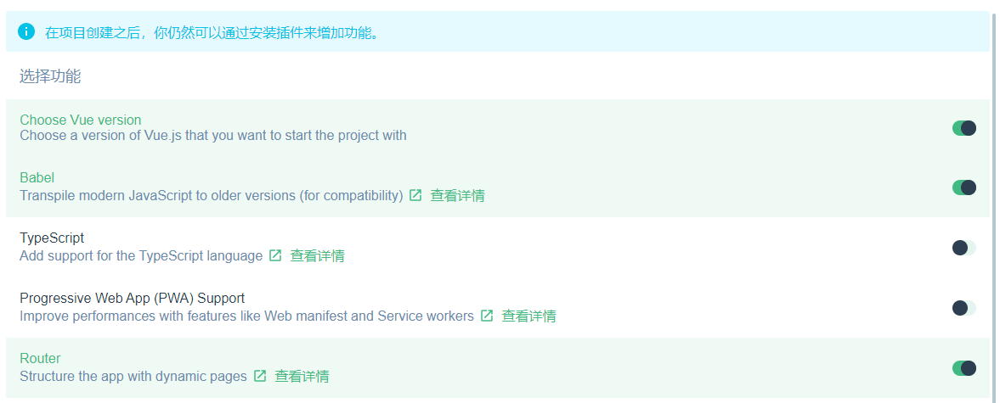 在项目创建之后，你仍然可以通过安装插件来增加功能。
选择功能
Choose Vue version
Choose a version of Vue.js that you want to start the project with
Babel
Transpile modern JavaScript to older versions (for compatibility) 查看详情
TypeScript
Add support for the TypeScript language 查看详情
Progressive Web App (PWA) Support
Improve performances with features like Web manifest and Service workers 查看详情
Router
Structure the app with dynamic pages 查看详情